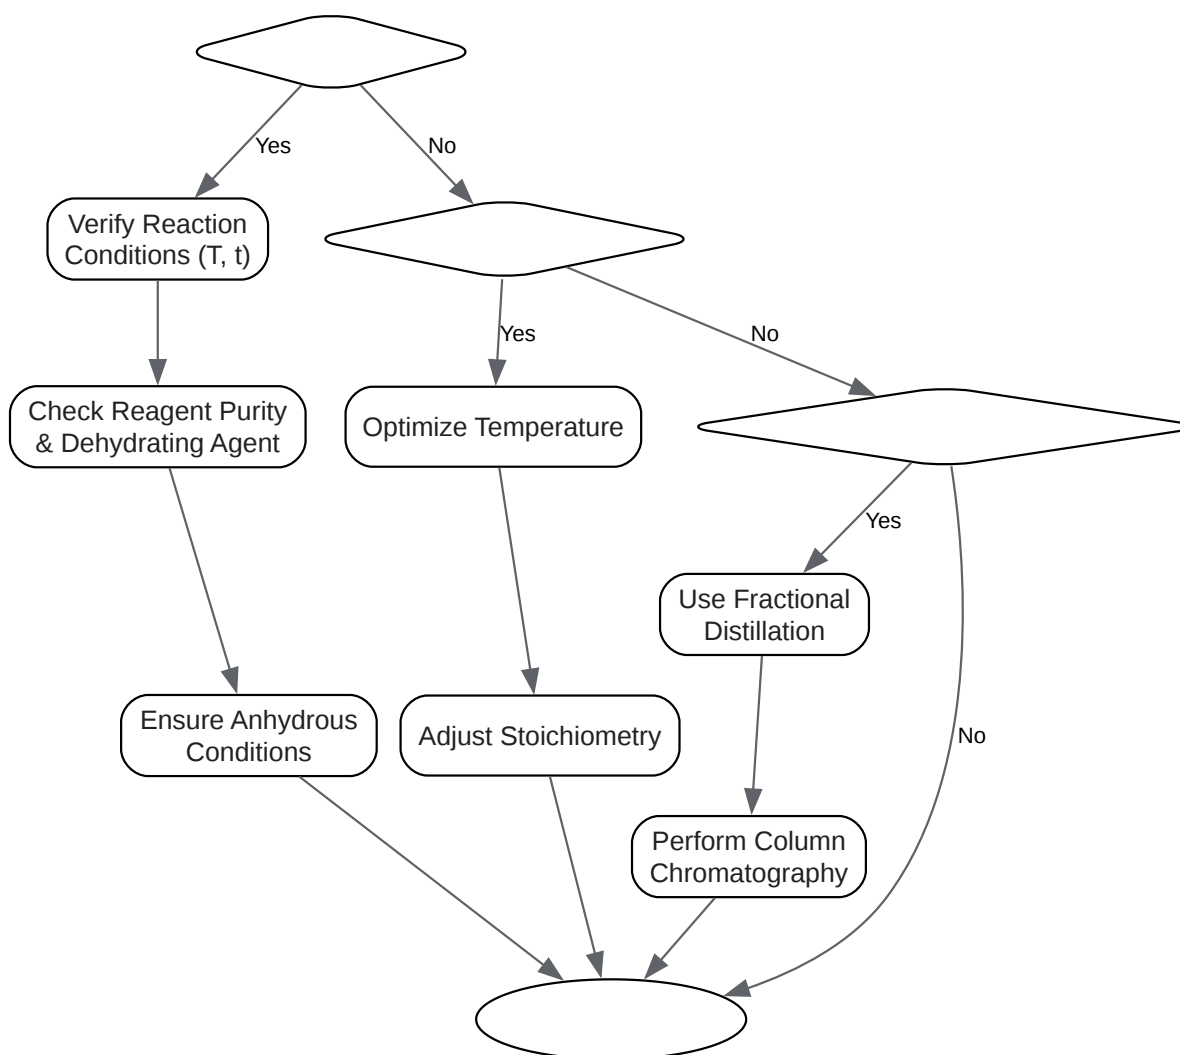 Yes
No
Verify Reaction
Conditions (T, t)
Yes
No
Check Reagent Purity
& Dehydrating Agent
Optimize Temperature
Yes
Use Fractional
Distillation
Ensure Anhydrous
Conditions
Adjust Stoichiometry
No
Perform Column
Chromatography